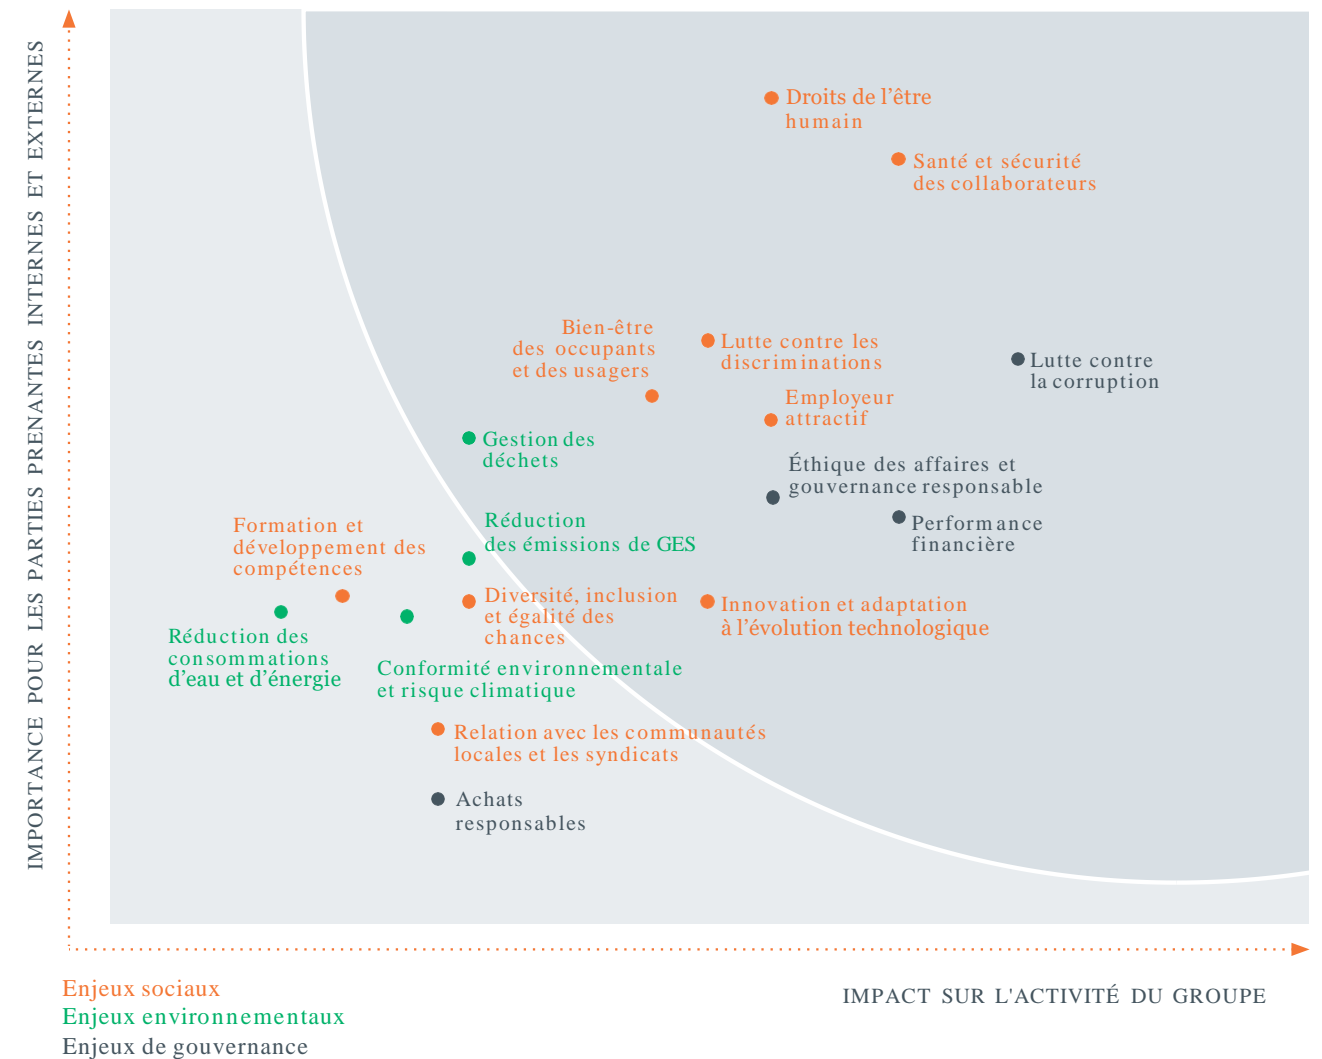 IMPORTANCE POUR LES PARTIES PRENANTES INTERNES ET EXTERNES
Droits de l’être
humain
Santé et sécurité
des collaborateurs
Bien-être
des occupants
et des usagers
Lutte contre les
discriminations
Lutte contre
la corruption
Employeur
attractif
Gestion des
déchets
Éthique des affaires et
gouvernance responsable
Performance
financière
Réduction
des émissions de GES
Formation et
développement des
compétences
Diversité, inclusion
et égalité des
chances
Innovation et adaptation
à l’évolution technologique
Réduction des
consommations
d’eau et d’énergie
Conformité environnementale
et risque climatique
Relation avec les communautés
locales et les syndicats
Achats
responsables
IMPACT SUR L'ACTIVITÉ DU GROUPE
Enjeux sociaux
Enjeux environnementaux
Enjeux de gouvernance